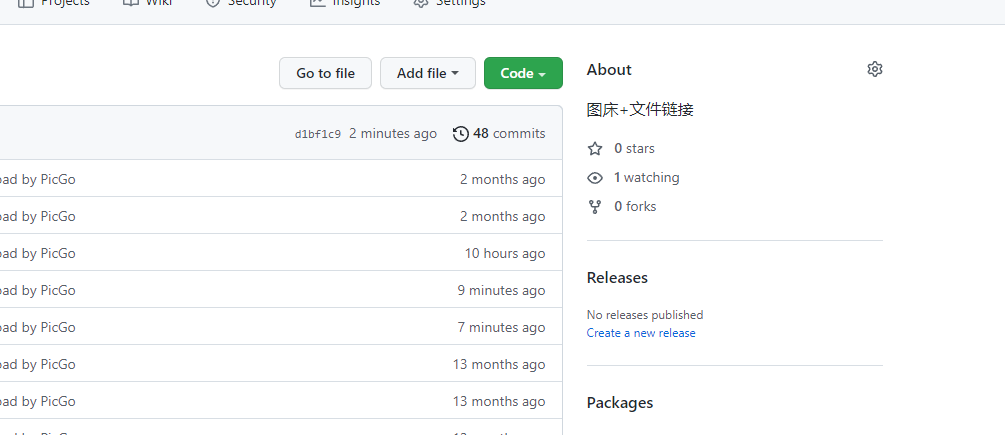 Projects Wiki Security Insights Settings
Go to file Add file Code
About
图床+文件链接
d1bf1c9 2 minutes ago 48 commits
0 stars
1 watching
0 forks
oad by PicGo 2 months ago
oad by PicGo 2 months ago
oad by PicGo 10 hours ago
oad by PicGo 9 minutes ago
oad by PicGo 7 minutes ago
oad by PicGo 13 months ago
oad by PicGo 13 months ago
Releases
No releases published
Create a new release
Packages